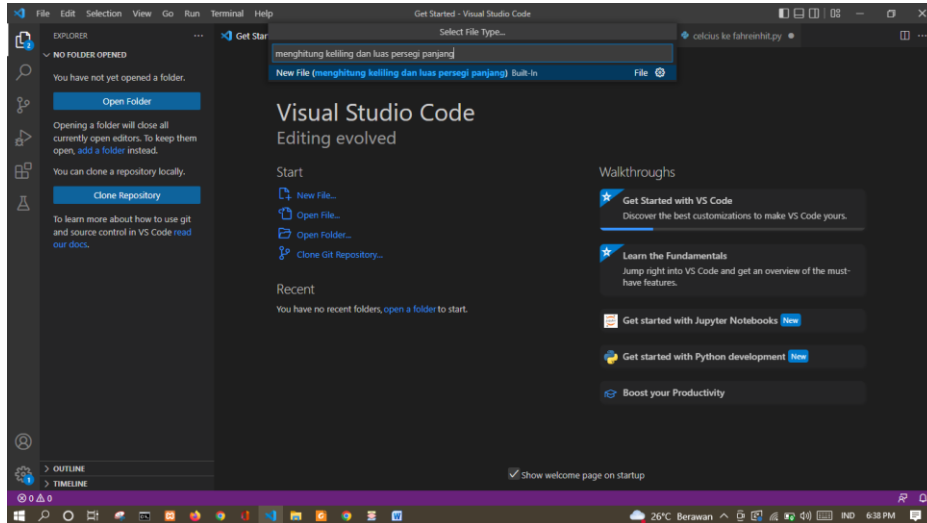 File Edit Selection View Go Run Terminal Help
Get Started - Visual Studio Code
EXPLORER
Get Star
Select File Type...
celcius ke fahreinhit.py
NO FOLDER OPENED
menghitung keliling dan luas persegi panjang
New File (menghitung keliling dan luas persegi panjang) Built-In File
You have not yet opened a folder.
Open Folder
Opening a folder will close all
currently open editors. To keep them
open, add a folder instead.
You can clone a repository locally.
Clone Repository
To learn more about how to use git
and source control in VS Code read
our docs.
OUTLINE
TIMELINE
Visual Studio Code
Editing evolved
Start
New File...
Open File...
Open Folder...
Clone Git Repository...
Recent
You have no recent folders, open a folder to start.
Walkthroughs
Get Started with VS Code
Discover the best customizations to make VS Code yours.
Learn the Fundamentals
Jump right into VS Code and get an overview of the must-
have features.
Get started with Jupyter Notebooks New
Get started with Python development New
Boost your Productivity
Show welcome page on startup
0 0
26°C Berawan IND 6:38 PM